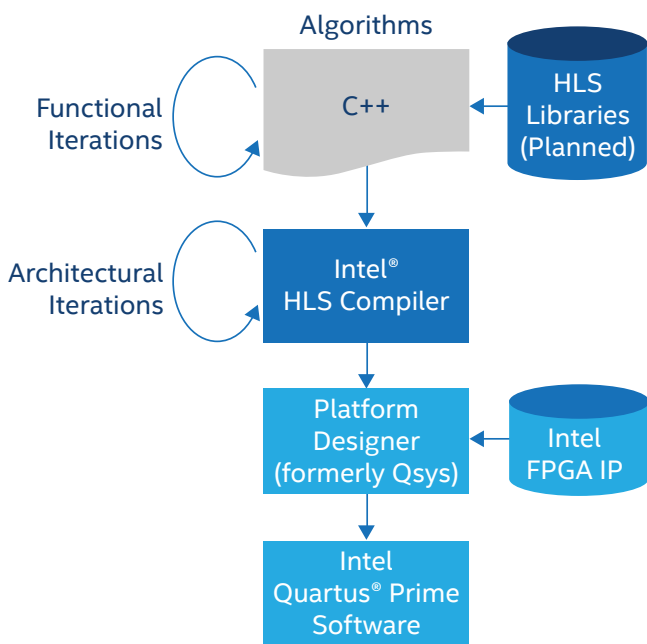 Algorithms
Functional
Iterations
C++
HLS
Libraries
(Planned)
Architectural
Iterations
Intel®
HLS Compiler
Platform
Designer
(formerly Qsys)
Intel
FPGA IP
Intel
Quartus® Prime
Software